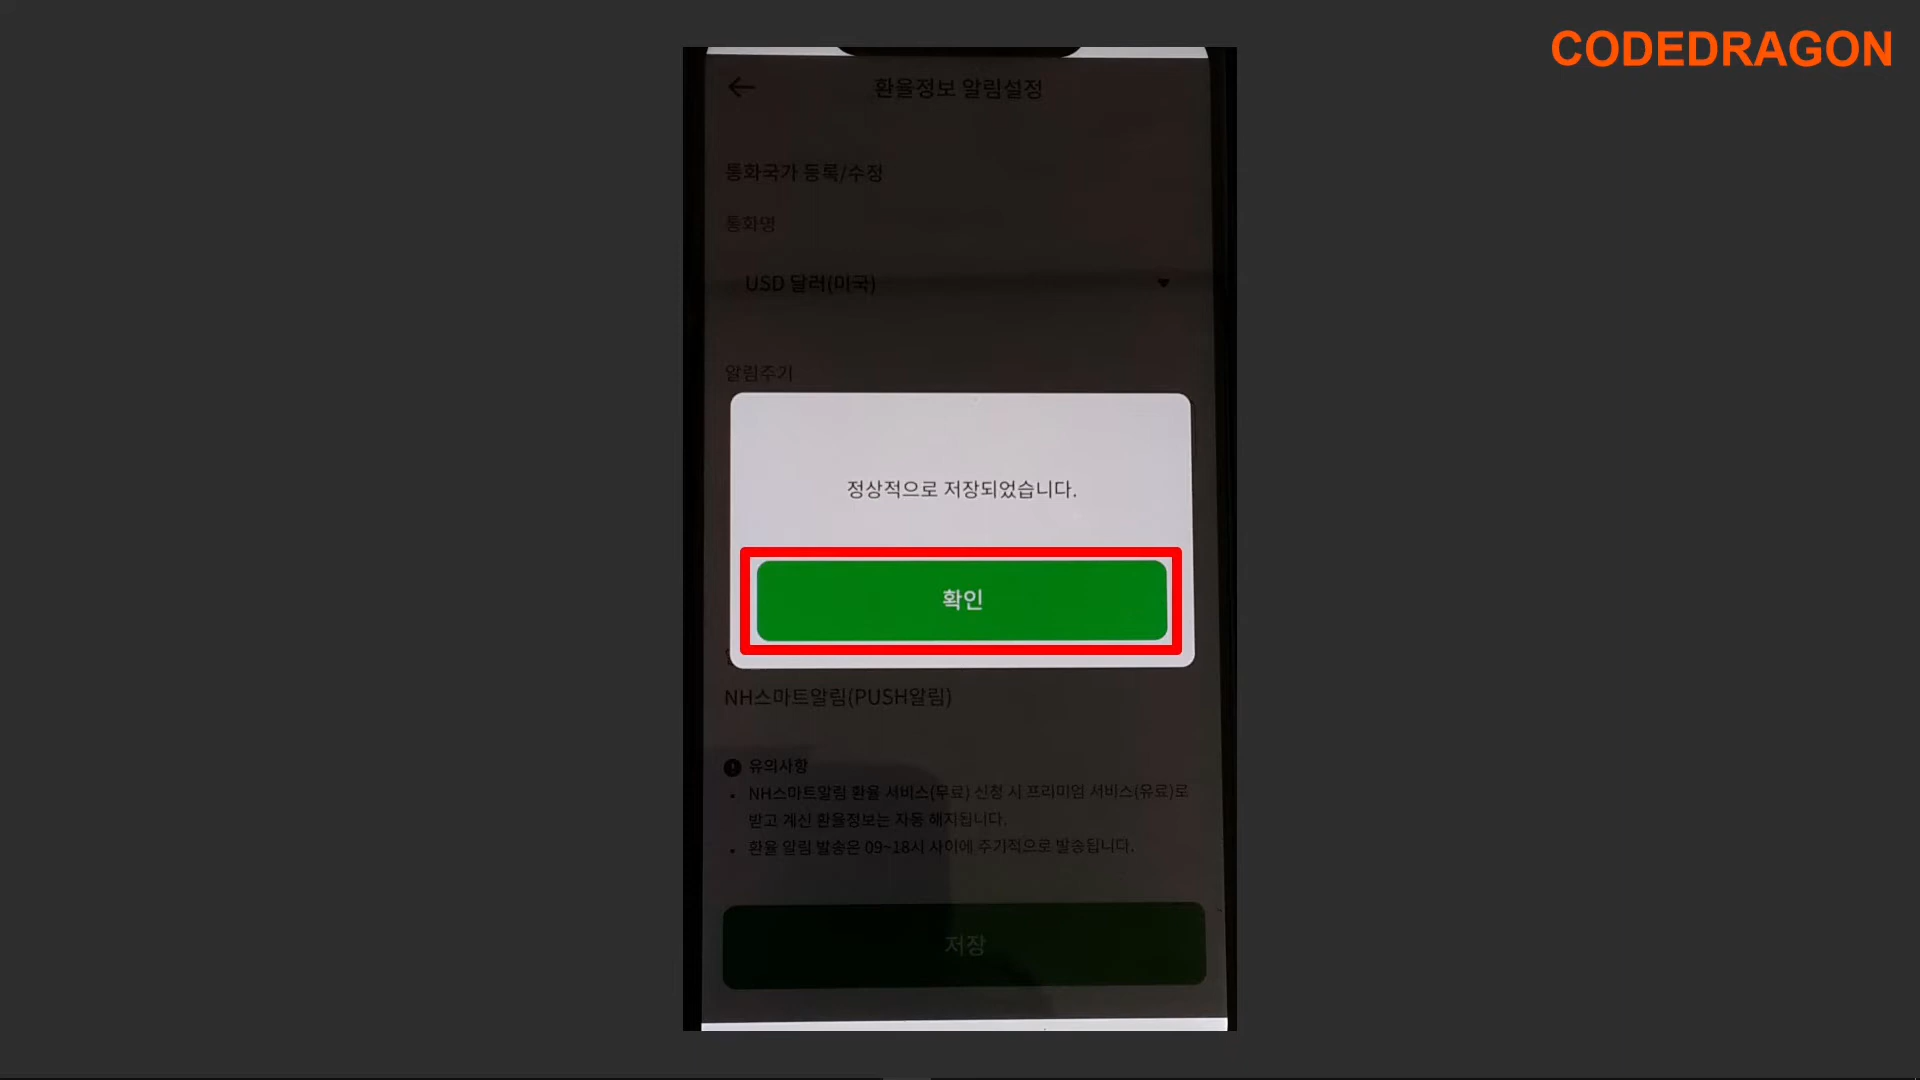 CODEDRAGON
환율정보 알림설정
통화국가 등록/수정
통화명
USD 달러(미국)
알림주기
정상적으로 저장되었습니다.
확인
NH스마트알림(PUSH알림)
유의사항
NH스마트알림 환율 서비스(무료) 신청 시 프리미엄 서비스(유료)로
받고 계신 환율정보는 자동 해지됩니다.
환율 알림 발송은 09~18시 사이에 주기적으로 발송됩니다.
저장